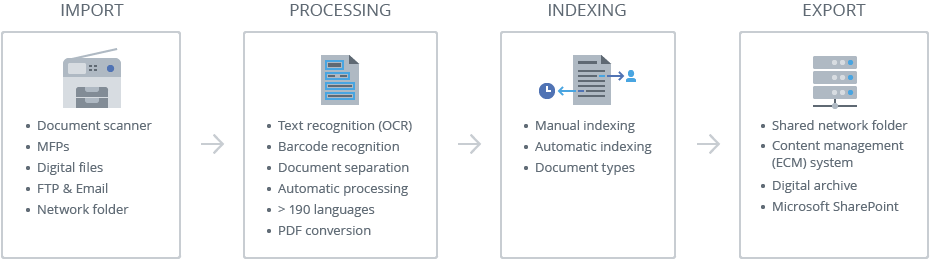 IMPORT
• Document scanner
• MFPs
• Digital files
• FTP & Email
• Network folder
PROCESSING
• Text recognition (OCR)
• Barcode recognition
• Document separation
• Automatic processing
• > 190 languages
• PDF conversion
INDEXING
• Manual indexing
• Automatic indexing
• Document types
EXPORT
• Shared network folder
• Content management
(ECM) system
• Digital archive
• Microsoft SharePoint